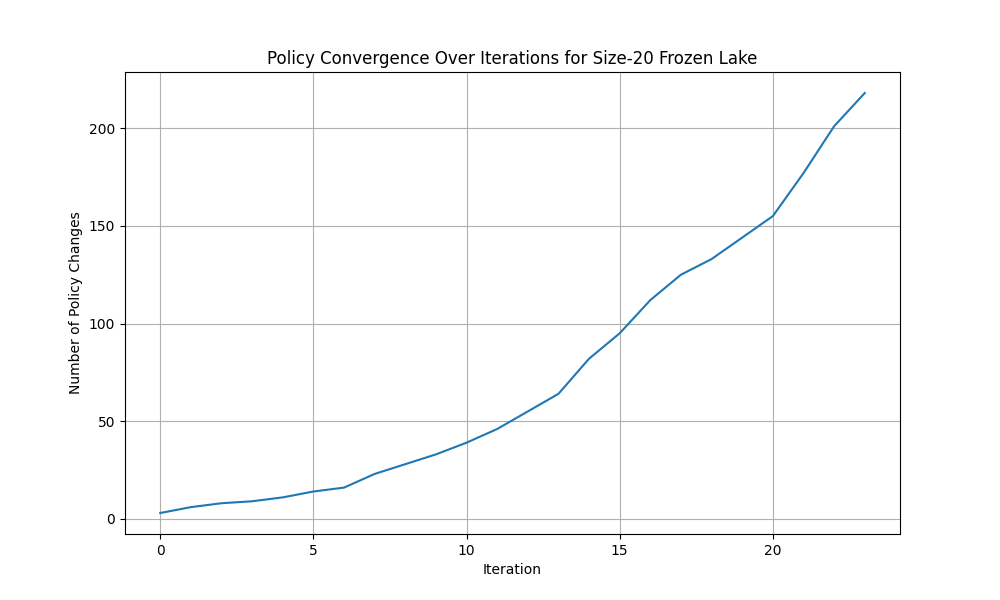 Policy Convergence Over Iterations for Size-20 Frozen Lake
Number of Policy Changes
200
150
100
50
0
0 5 10 15 20
Iteration